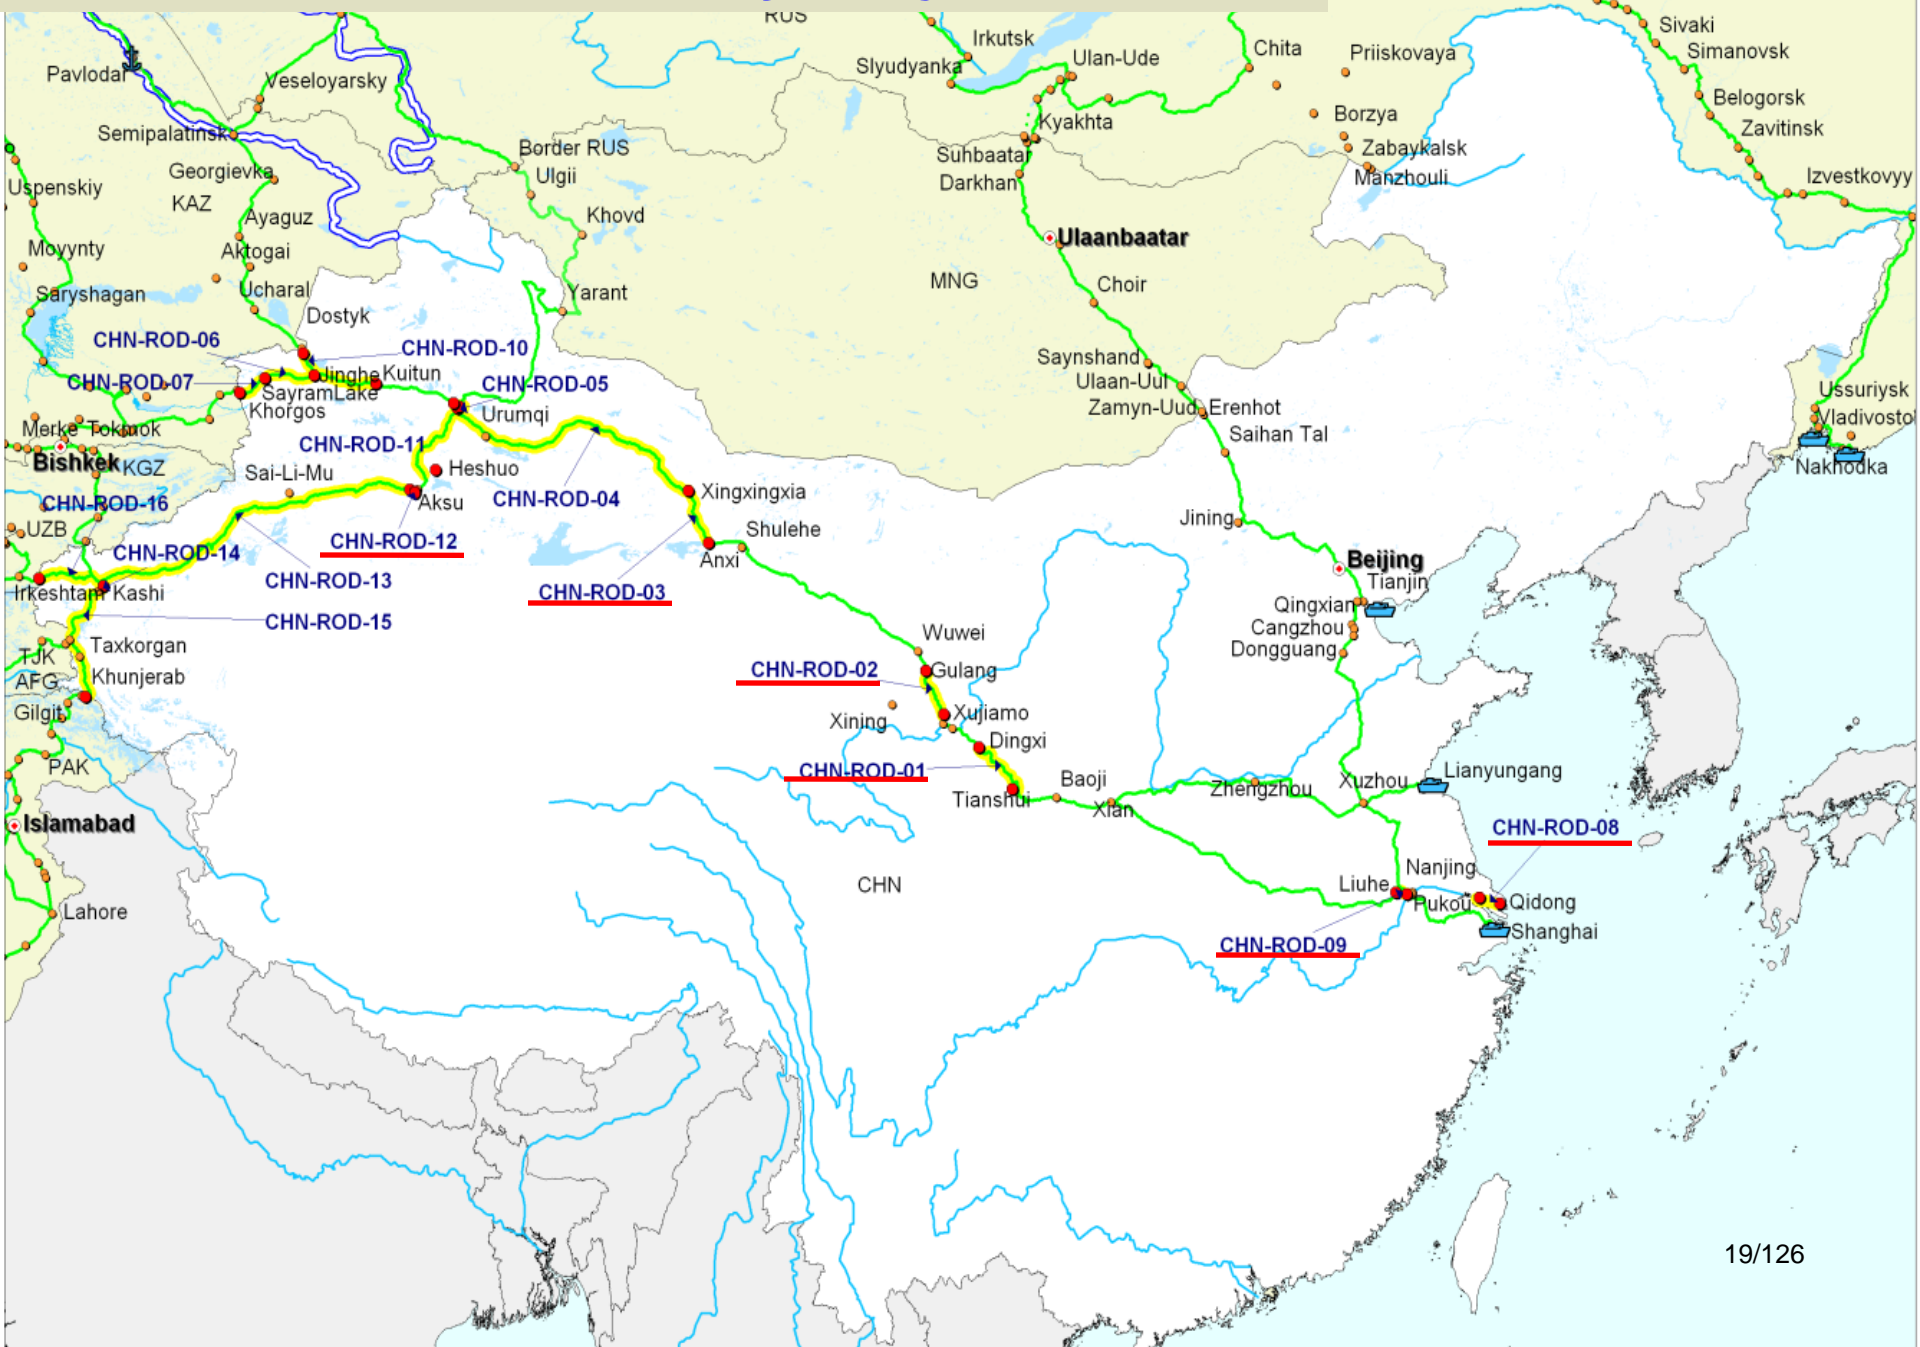 RUS
Sivaki
Irkutsk
Simanovsk
Chita
Priiskovaya
Slyudyanka
Ulan-Ude
Pavlodar
Veseloyarsky
Belogorsk
Borzya
Kyakhta
Zavitinsk
Semipalatinsk
Border RUS
Zabaykalsk
Suhbaatar
Georgievka
Ulgii
Darkhan
Manzhouli
Izvestkovyy
Uspenskiy
KAZ
Ayaguz
Khovd
Ulaanbaatar
Moyynty
Aktogai
MNG
Choir
Saryshagan
Ucharal
Yarant
Dostyk
CHN-ROD-06
CHN-ROD-10
Saynshand
CHN-ROD-07
Jinghe
Kuitun
CHN-ROD-05
Ulaan-Uul
Ussuriysk
SayramLake
Khorgos
Urumqi
Zamyn-Uud
Erenhot
Vladivostol
Merke
Tokmok
CHN-ROD-11
Saihan Tal
Bishkek
KGZ
Sai-Li-Mu
Heshuo
Nakhodka
CHN-ROD-04
Xingxingxia
CHN-ROD-16
Aksu
Jining
UZB
Shulehe
CHN-ROD-12
CHN-ROD-14
Anxi
Beijing
CHN-ROD-13
Tianjin
Irkeshtam
Kashi
CHN-ROD-03
Qingxian
CHN-ROD-15
Cangzhou
Wuwei
Taxkorgan
Dongguang
TJK
CHN-ROD-02
Gulang
AFG
Khunjerab
Gilgit
Xining
Xujiamo
Dingxi
PAK
CHN-ROD-01
Baoji
Xuzhou
Lianyungang
Tianshui
Zhengzhou
Xian
Islamabad
CHN-ROD-08
Nanjing
CHN
Liuhe
Pukou
Qidong
Lahore
Shanghai
CHN-ROD-09
19/126